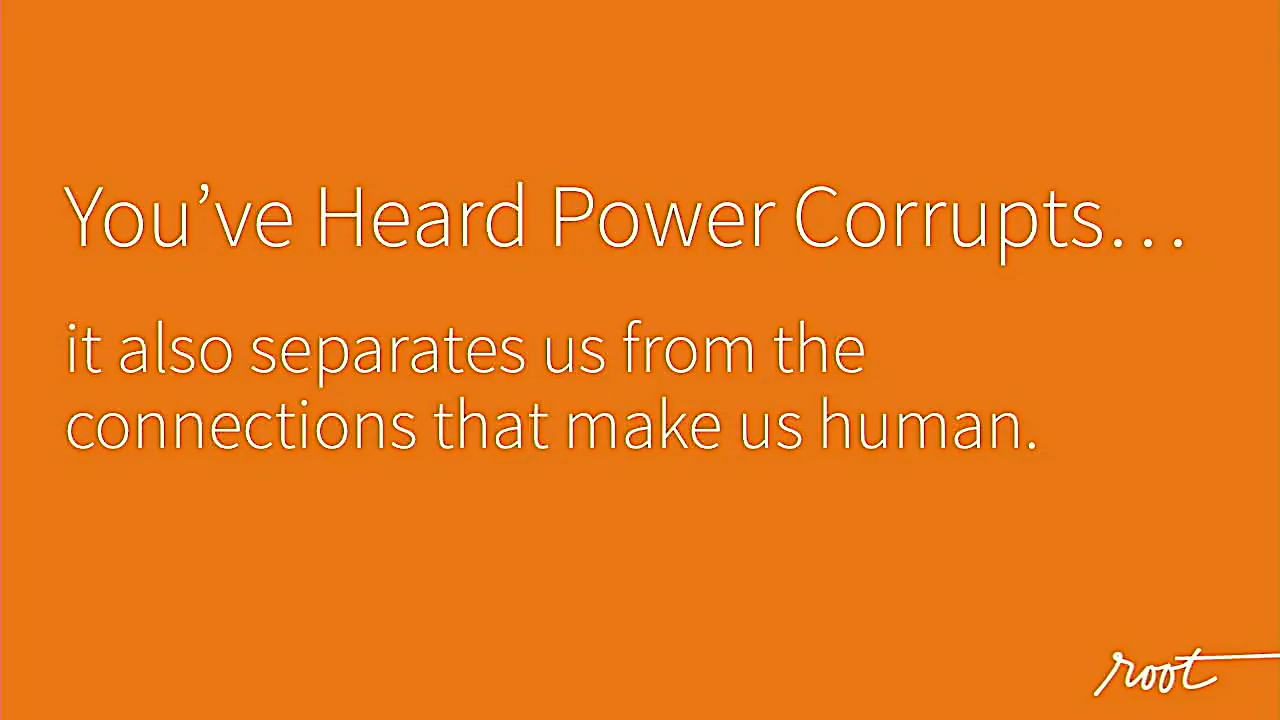 You’ve Heard Power Corrupts…
it also separates us from the
connections that make us human.
root